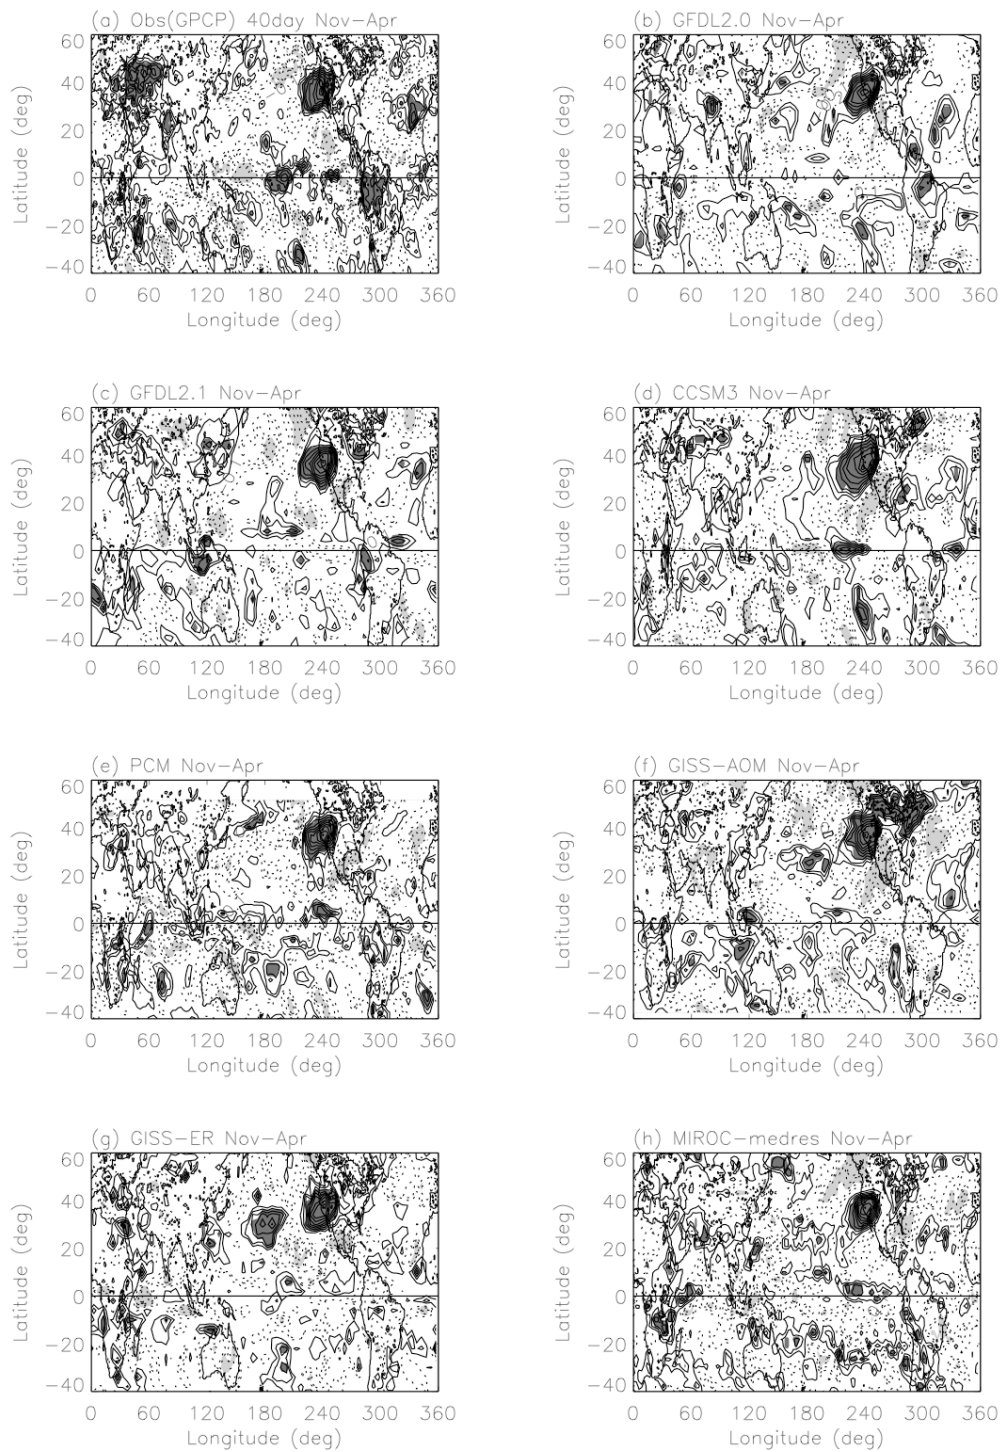 (a) Obs(GPCP) 40day Nov-Apr
(b) GFDL2.0 Nov-Apr
60
40
20
0
-20
-40
Latitude (deg)
0 60 120 180 240 300 360
Longitude (deg)
60
40
20
0
-20
-40
Latitude (deg)
0 60 120 180 240 300 360
Longitude (deg)
(c) GFDL2.1 Nov-Apr
(d) CCSM3 Nov-Apr
60
40
20
0
-20
-40
Latitude (deg)
0 60 120 180 240 300 360
Longitude (deg)
60
40
20
0
-20
-40
Latitude (deg)
0 60 120 180 240 300 360
Longitude (deg)
(e) PCM Nov-Apr
(f) GISS-AOM Nov-Apr
60
40
20
0
-20
-40
Latitude (deg)
0 60 120 180 240 300 360
Longitude (deg)
60
40
20
0
-20
-40
Latitude (deg)
0 60 120 180 240 300 360
Longitude (deg)
(g) GISS-ER Nov-Apr
(h) MIROC-medres Nov-Apr
60
40
20
0
-20
-40
Latitude (deg)
0 60 120 180 240 300 360
Longitude (deg)
60
40
20
0
-20
-40
Latitude (deg)
0 60 120 180 240 300 360
Longitude (deg)